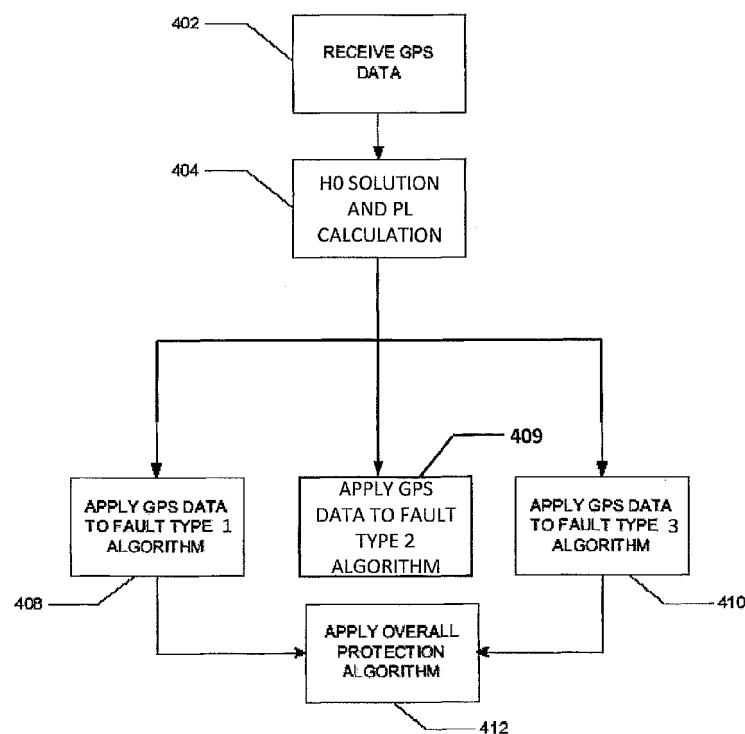 402
RECEIVE GPS
DATA
404
H0 SOLUTION
AND PL
CALCULATION
409
APPLY GPS DATA
TO FAULT TYPE 1
ALGORITHM
408
APPLY GPS
DATA TO FAULT
TYPE 2
ALGORITHM
APPLY GPS DATA
TO FAULT TYPE 3
ALGORITHM
410
APPLY OVERALL
PROTECTION
ALGORITHM
412